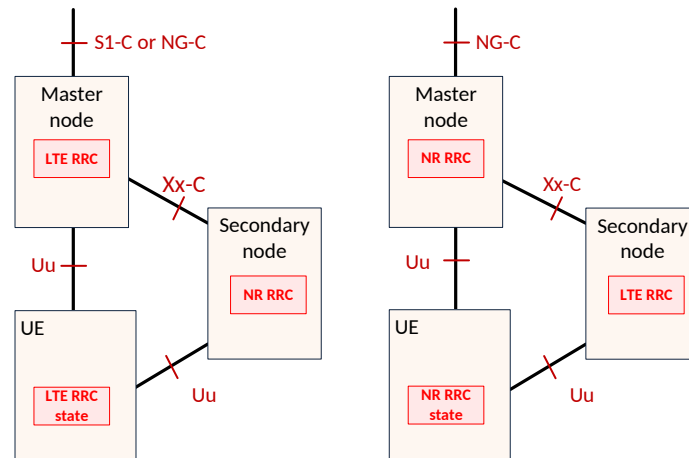 S1-C or NG-C
Master
node
LTE RRC
Xx-C
Secondary
node
NR RRC
Uu
UE
LTE RRC
state
Uu
NG-C
Master
node
NR RRC
Xx-C
Secondary
node
LTE RRC
Uu
UE
NR RRC
state
Uu